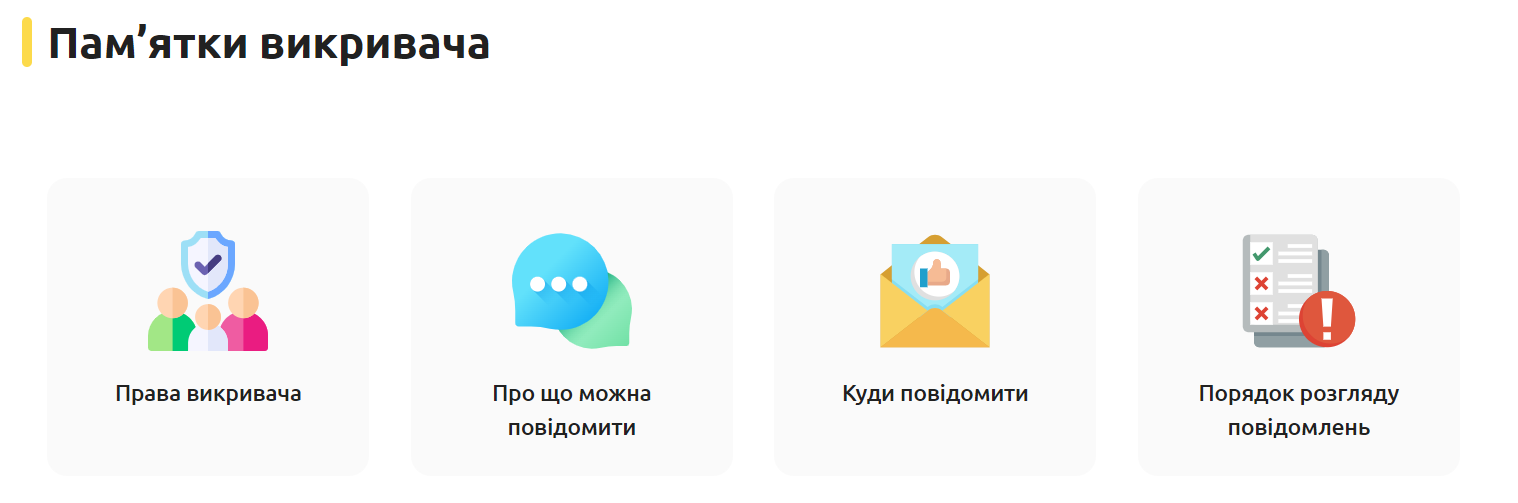 Пам’ятки викривача
Права викривача
Про що можна
повідомити
Куди повідомити
Порядок розгляду
повідомлень